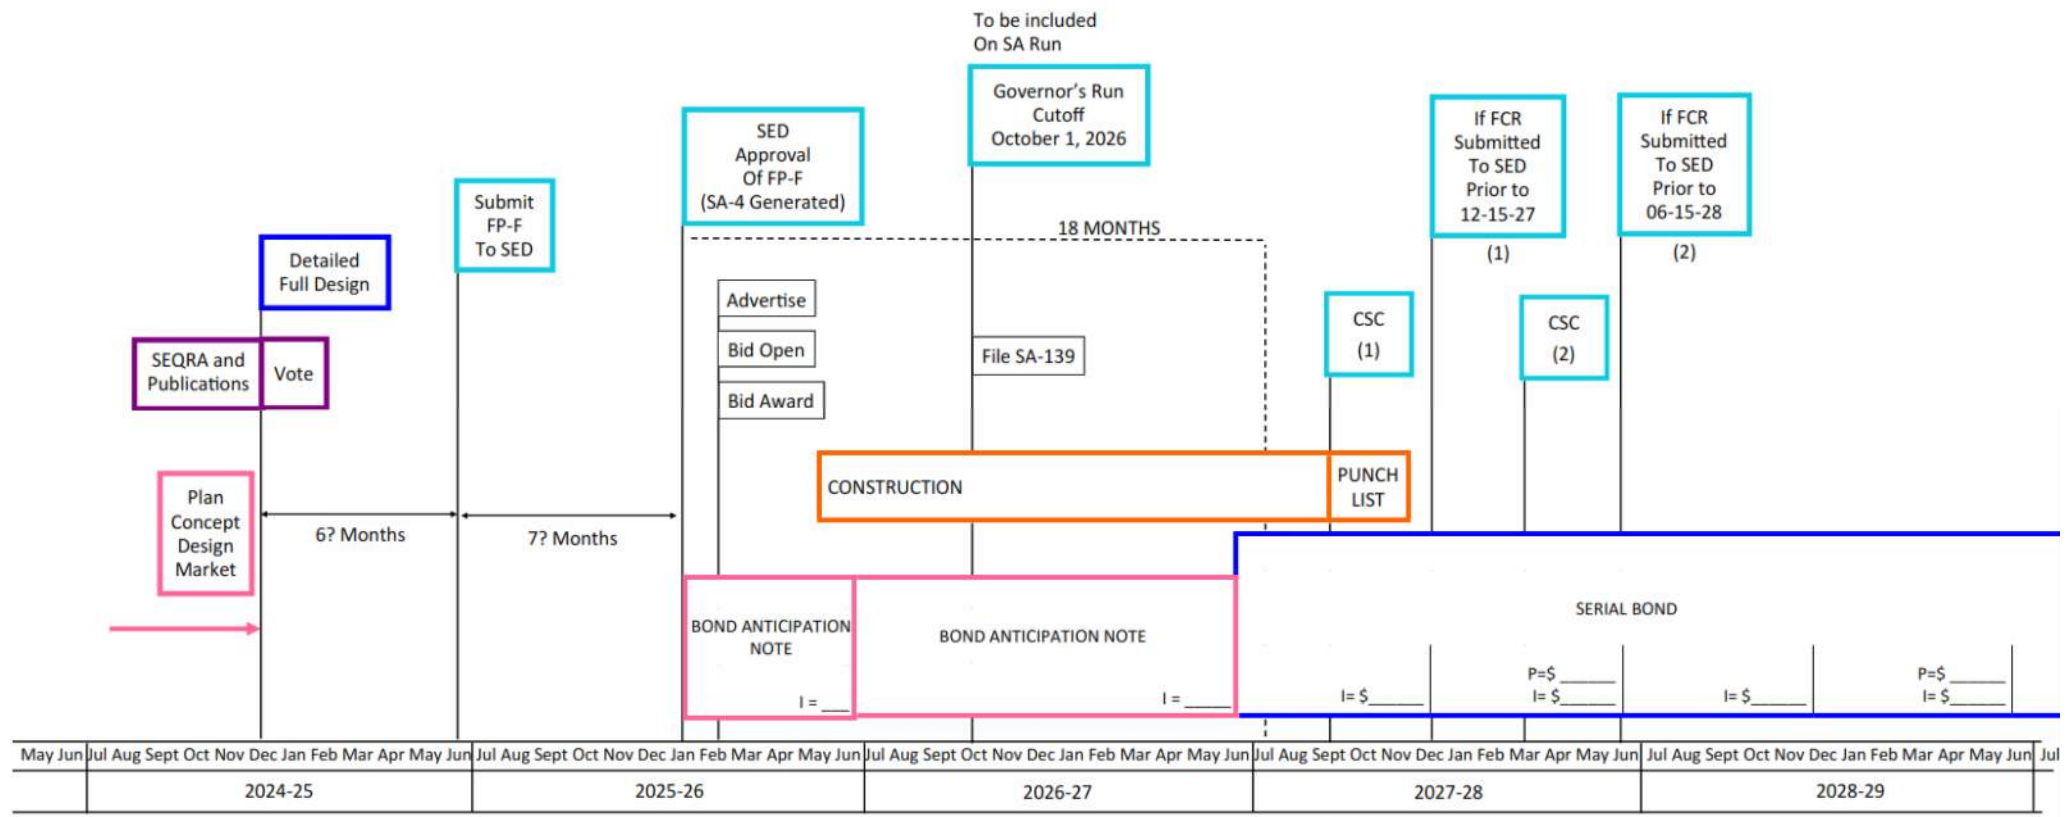 To be included
On SA Run
Governor's Run
Cutoff
October 1, 2026
SED
Approval
Of FP-F
(SA-4 Generated)
If FCR
Submitted
To SED
Prior to
12-15-27
(1)
If FCR
Submitted
To SED
Prior to
06-15-28
(2)
Submit
FP-F
To SED
18 MONTHS
Detailed
Full Design
Advertise
Bid Open
Bid Award
File SA-139
CSC
(1)
CSC
(2)
SEQRA and
Publications
Vote
Plan
Concept
Design
Market
6? Months
7? Months
CONSTRUCTION
PUNCH
LIST
BOND ANTICIPATION
NOTE
I = ___
BOND ANTICIPATION NOTE
I = _____
SERIAL BOND
I= $______
P=$ ______
I= $______
I= $______
P=$ ______
I= $______
May Jun Jul Aug Sept Oct Nov Dec Jan Feb Mar Apr May Jun Jul Aug Sept Oct Nov Dec Jan Feb Mar Apr May Jun Jul Aug Sept Oct Nov Dec Jan Feb Mar Apr May Jun Jul Aug Sept Oct Nov Dec Jan Feb Mar Apr May Jun Jul Aug Sept Oct Nov Dec Jan Feb Mar Apr May Jun Jul
2024-25 2025-26 2026-27 2027-28 2028-29